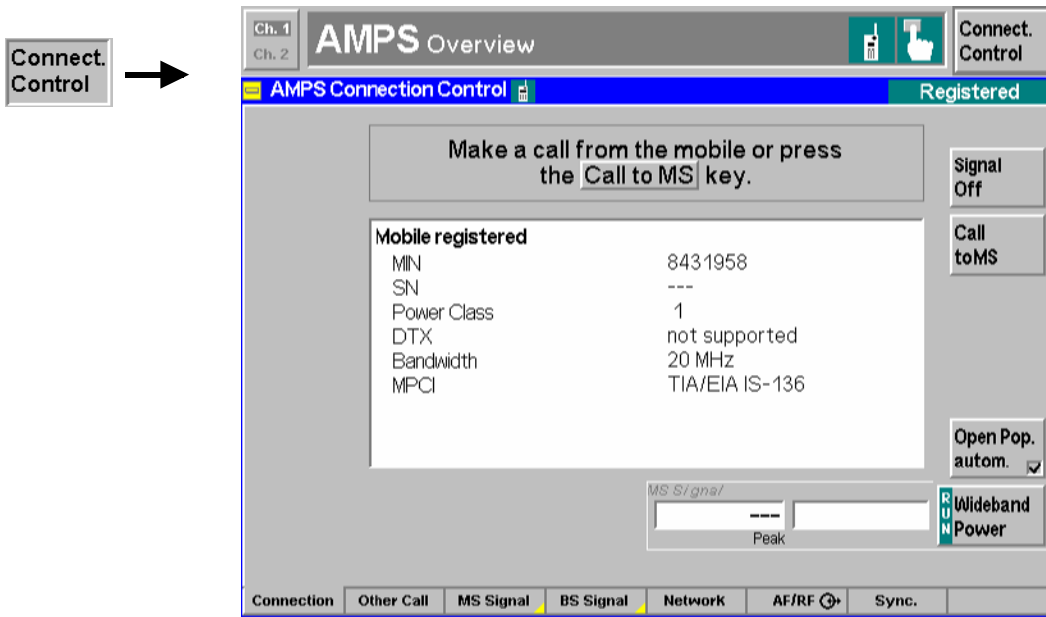 Connect.
Control
Ch. 1
Ch. 2
AMPS Overview
Connect.
Control
AMPS Connection Control
Registered
Make a call from the mobile or press
the Call to MS key.
Signal
Off
Call
toMS
Mobile registered
MIN 8431958
SN ---
Power Class 1
DTX not supported
Bandwidth 20 MHz
MPCI TIA/EIA IS-136
Open Pop.
autom.
MS Signal
---
Peak
RUN
Wideband
Power
Connection Other Call MS Signal BS Signal Network AF/RF Sync.